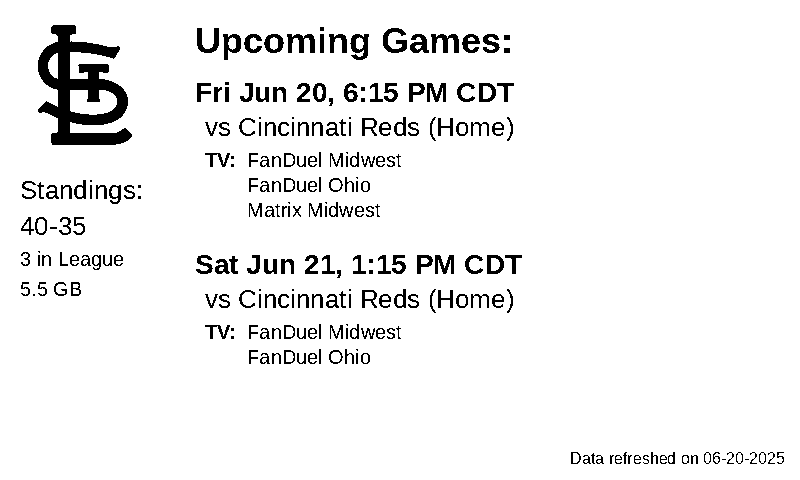 StL
Standings:
40-35
3 in League
5.5 GB
Upcoming Games:
Fri Jun 20, 6:15 PM CDT
vs Cincinnati Reds (Home)
TV: FanDuel Midwest
FanDuel Ohio
Matrix Midwest
Sat Jun 21, 1:15 PM CDT
vs Cincinnati Reds (Home)
TV: FanDuel Midwest
FanDuel Ohio
Data refreshed on 06-20-2025